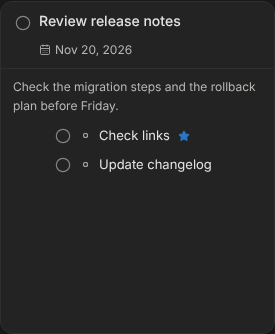 Review release notes
Nov 20, 2026
Check the migration steps and the rollback
plan before Friday.
Check links
Update changelog